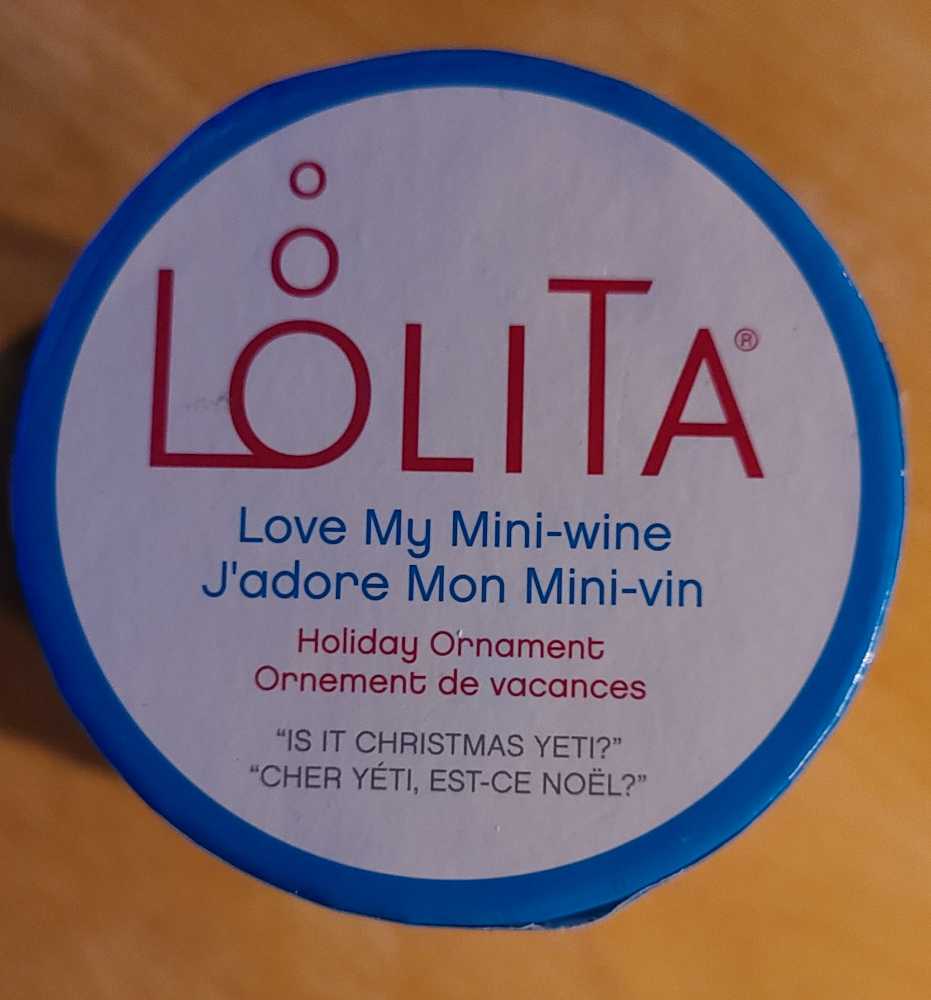 LOLITA®
Love My Mini-wine
J'adore Mon Mini-vin
Holiday Ornament
Ornement de vacances
“IS IT CHRISTMAS YETI?”
“CHER YÉTI, EST-CE NOËL?”